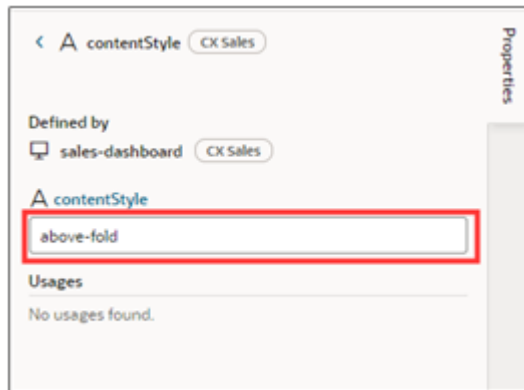 A contentStyle CX Sales
Properties
Defined by
sales-dashboard CX Sales
A contentStyle
above-fold
Usages
No usages found.